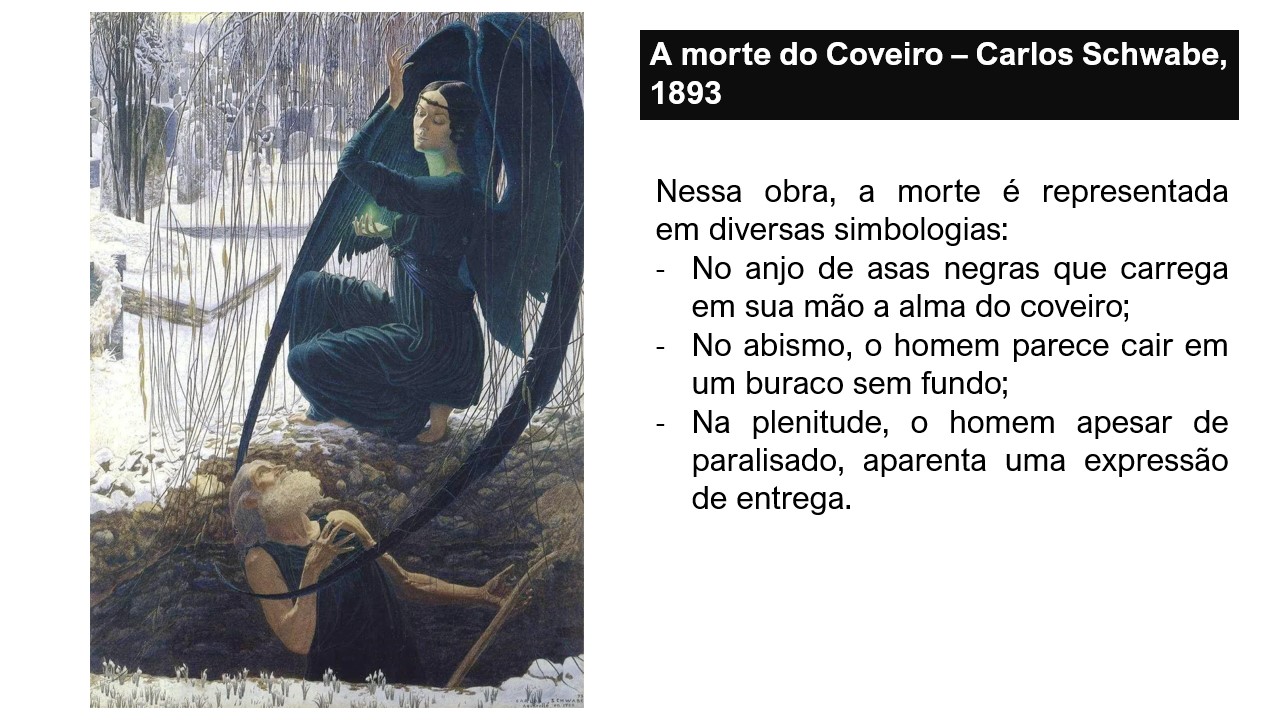 A morte do Coveiro – Carlos Schwabe,
1893
Nessa obra, a morte é representada
em diversas simbologias:
- No anjo de asas negras que carrega
em sua mão a alma do coveiro;
- No abismo, o homem parece cair em
um buraco sem fundo;
- Na plenitude, o homem apesar de
paralisado, aparenta uma expressão
de entrega.